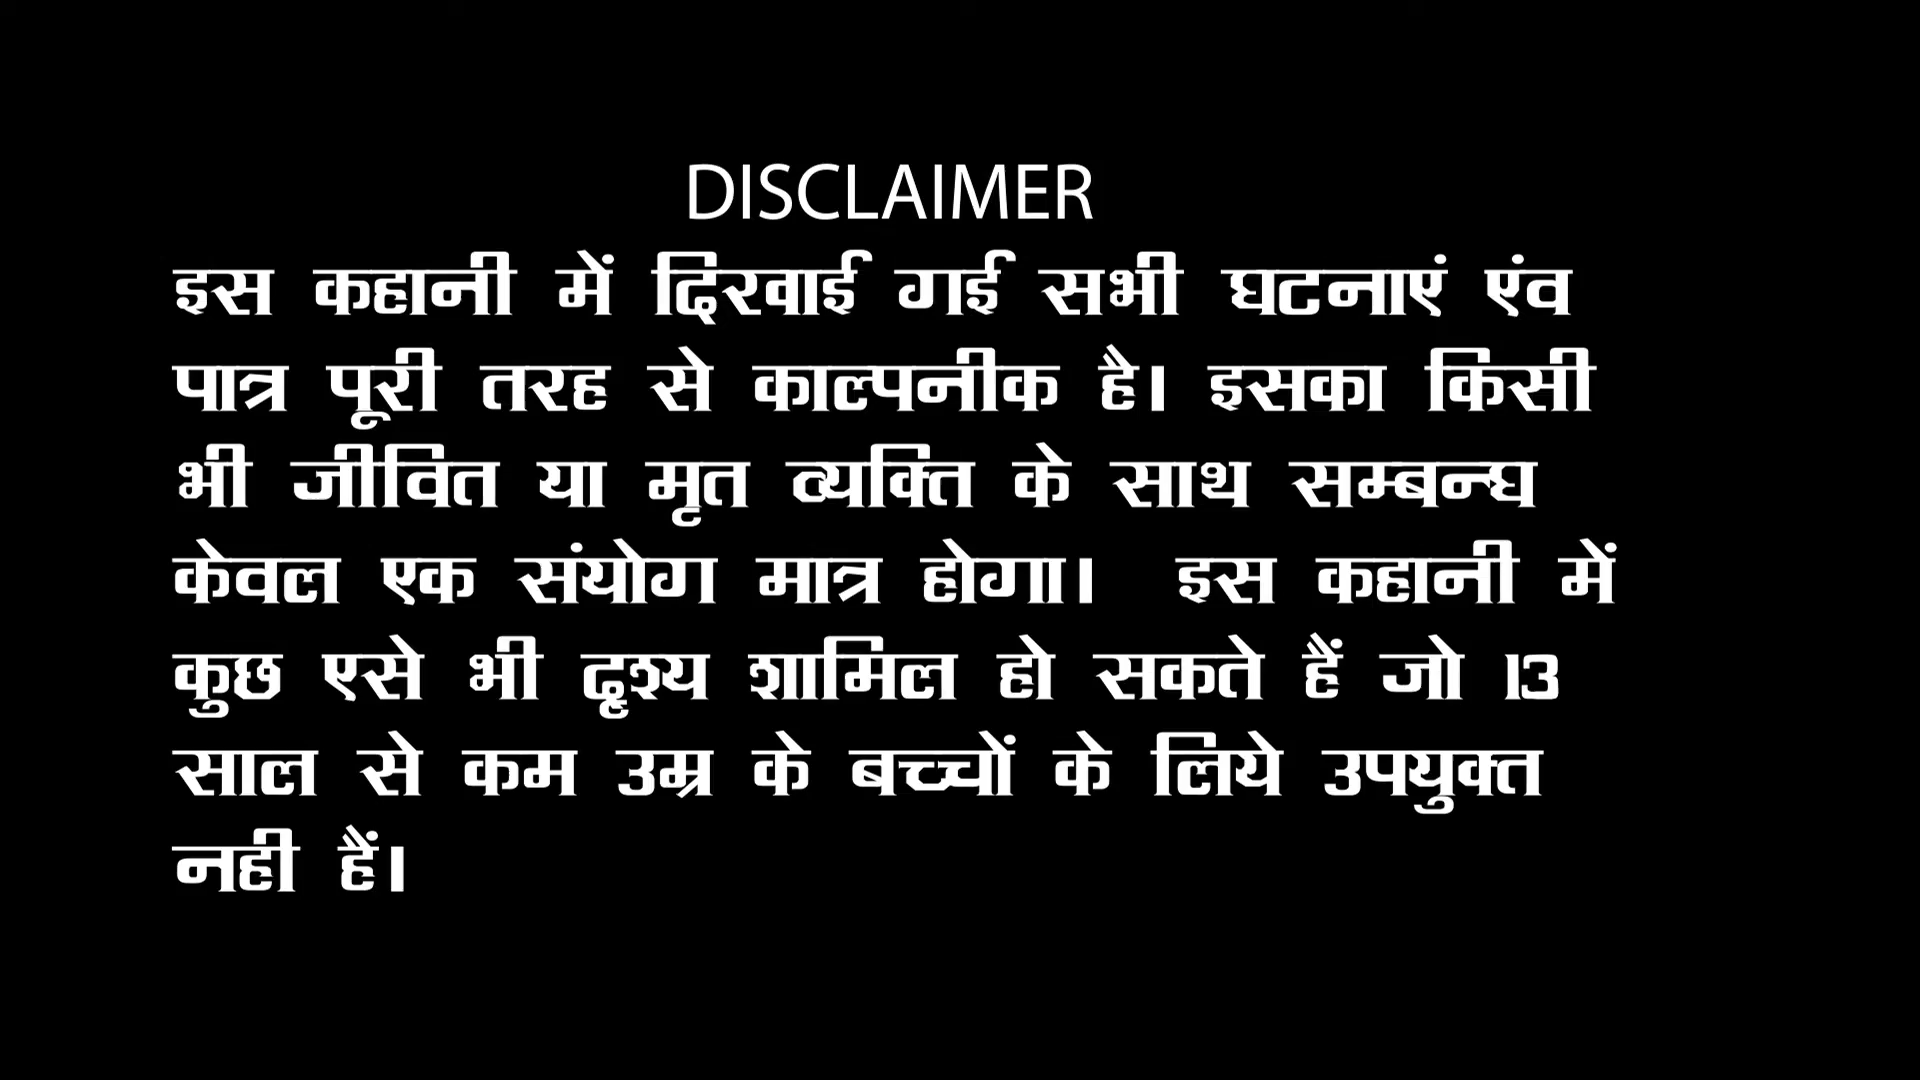 DISCLAIMER
इस कहानी में दिखाई गई सभी घटनाएं एंव
पात्र पूरी तरह से काल्पनीक है। इसका किसी
भी जीवित या मृत व्यक्ति के साथ सम्बन्ध
केवल एक संयोग मात्र होगा। इस कहानी में
कुछ एसे भी दृश्य शामिल हो सकते हैं जो 13
साल से कम उम्र के बच्चों के लिये उपयुक्त
नही हैं।